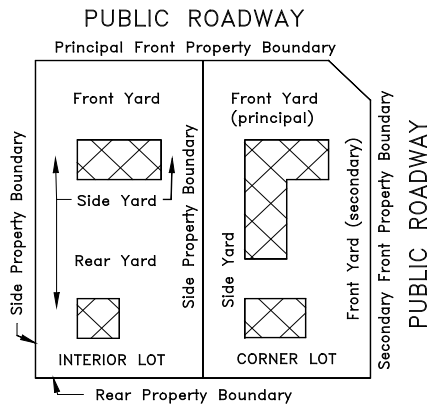 PUBLIC ROADWAY
Principal Front Property Boundary
Front Yard
Front Yard
(principal)
Side Yard
Rear Yard
Side Property Boundary
Side Property Boundary
Side Yard
Front Yard (secondary)
Secondary Front Property Boundary
PUBLIC ROADWAY
INTERIOR LOT
CORNER LOT
Rear Property Boundary